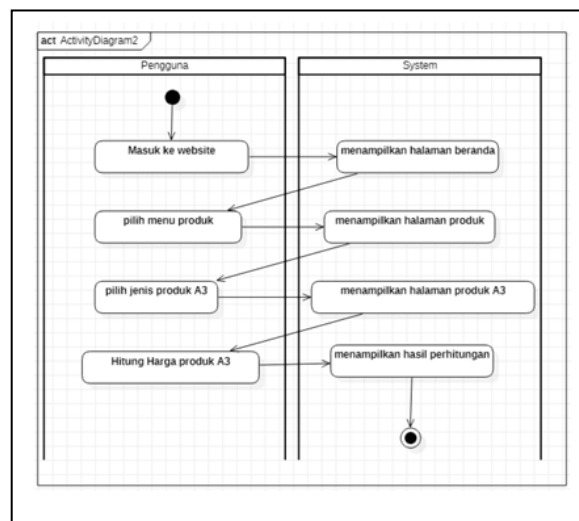 act ActivityDiagram2
Pengguna
System
Masuk ke website
menampilkan halaman beranda
pilih menu produk
menampilkan halaman produk
pilih jenis produk A3
menampilkan halaman produk A3
Hitung Harga produk A3
menampilkan hasil perhitungan